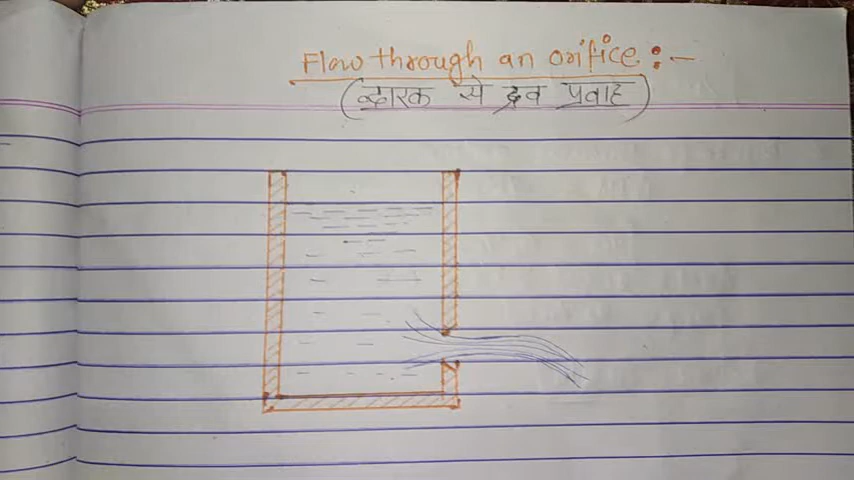 Flow through an orifice :-
(द्वारक से द्रव प्रवाह)